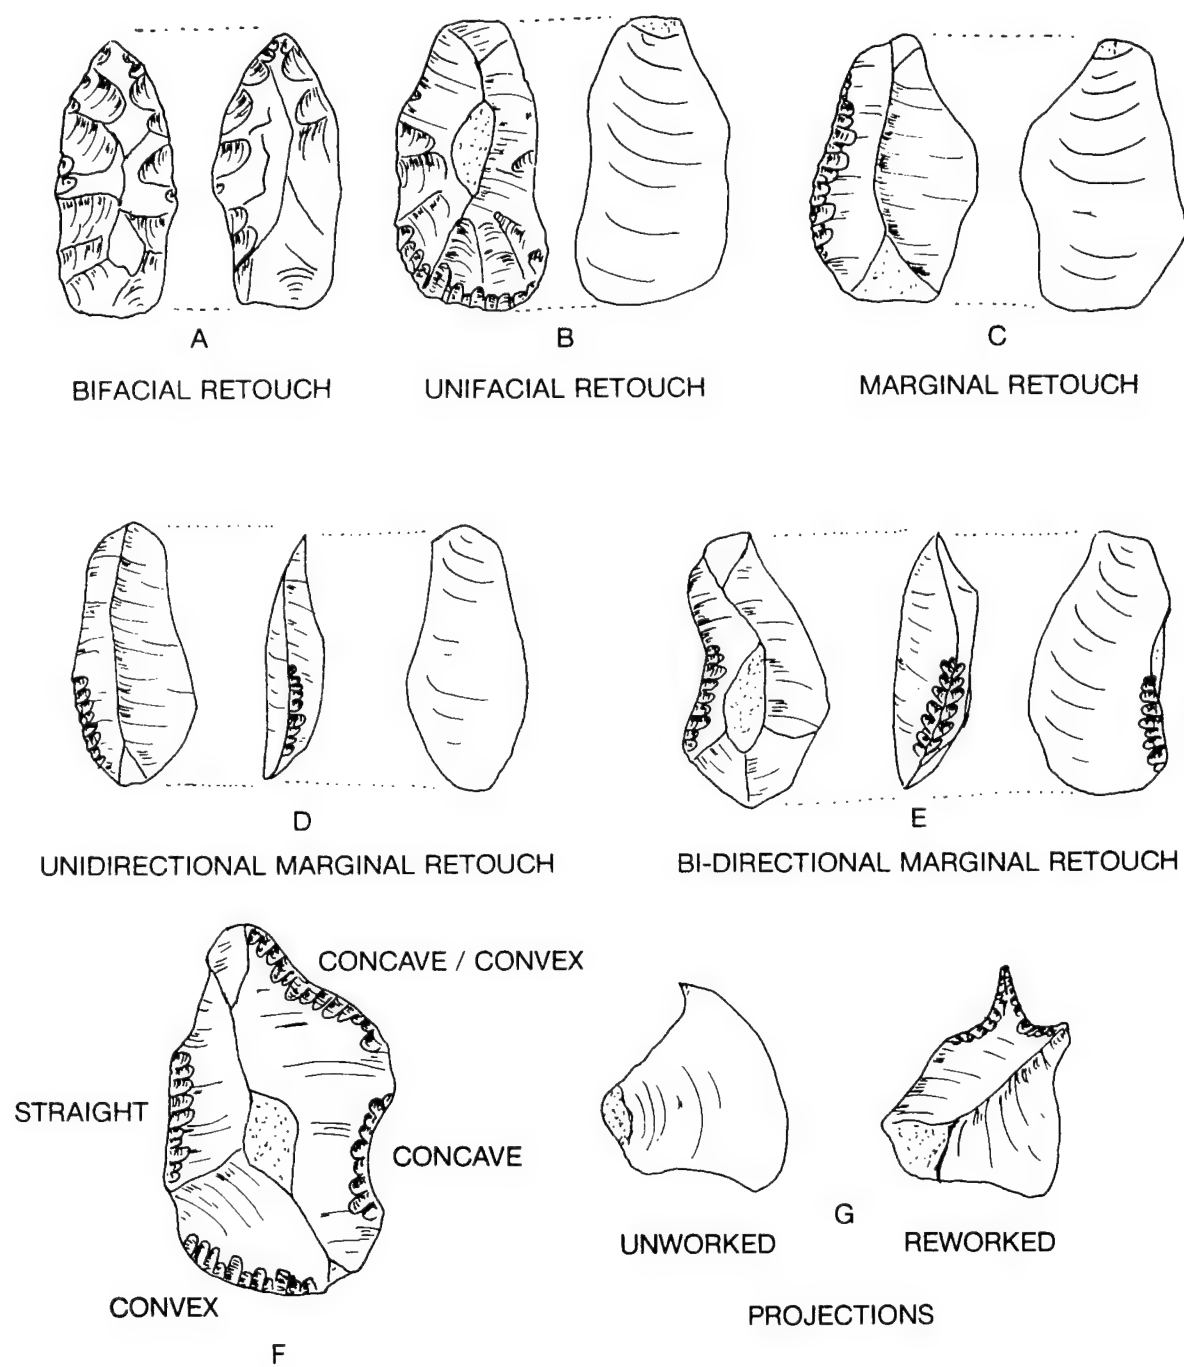 A
BIFACIAL RETOUCH
B
UNIFACIAL RETOUCH
C
MARGINAL RETOUCH
D
UNIDIRECTIONAL MARGINAL RETOUCH
E
BI-DIRECTIONAL MARGINAL RETOUCH
CONCAVE / CONVEX
STRAIGHT
CONCAVE
CONVEX
F
G
UNWORKED
REWORKED
PROJECTIONS